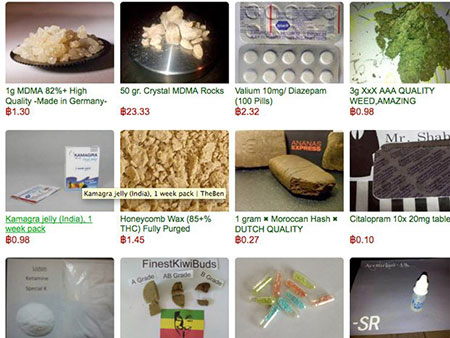 1g MDMA 82%+ High
Quality -Made in Germany-
฿1.30
50 gr. Crystal MDMA Rocks
฿23.33
Valium 10mg/ Diazepam
(100 Pills)
฿2.32
3g XxX AAA QUALITY
WEED,AMAZING
฿0.98
KAMAGRA
Kamagra jelly (India), 1 week pack | TheBen
Kamagra jelly (India), 1
week pack
฿0.98
Honeycomb Wax (85+%
THC) Fully Purged
฿1.45
ANANAS
EXPRESS
1 gram ✖ Moroccan Hash ✖
DUTCH QUALITY
฿0.27
Mr. Shab
Citalopram 10x 20mg table
฿0.10
Ketamine
Special K
FinestKiwiBuds
A Grade
AB Grade
B Grade
-SR